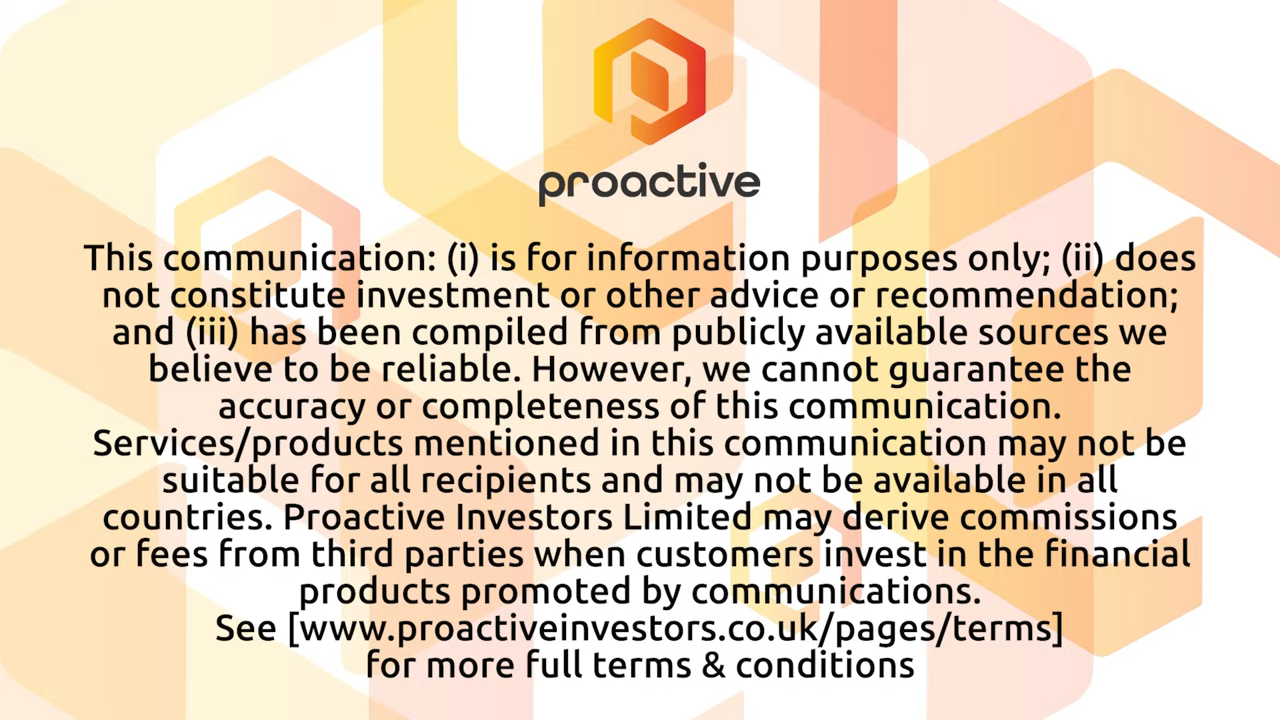 proactive
This communication: (i) is for information purposes only; (ii) does
not constitute investment or other advice or recommendation;
and (iii) has been compiled from publicly available sources we
believe to be reliable. However, we cannot guarantee the
accuracy or completeness of this communication.
Services/products mentioned in this communication may not be
suitable for all recipients and may not be available in all
countries. Proactive Investors Limited may derive commissions
or fees from third parties when customers invest in the financial
products promoted by communications.
See [www.proactiveinvestors.co.uk/pages/terms]
for more full terms & conditions